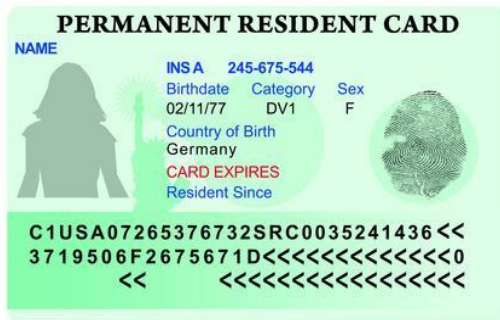 PERMANENT RESIDENT CARD
NAME
INS A 245-675-544
Birthdate Category Sex
02/11/77 DV1 F
Country of Birth
Germany
CARD EXPIRES
Resident Since
C1USA07265376732SRC0035241436<<
3719506F2675671D<<<<<<<<<<<<<<0
<< <<<<<<<<<<<<<<<<